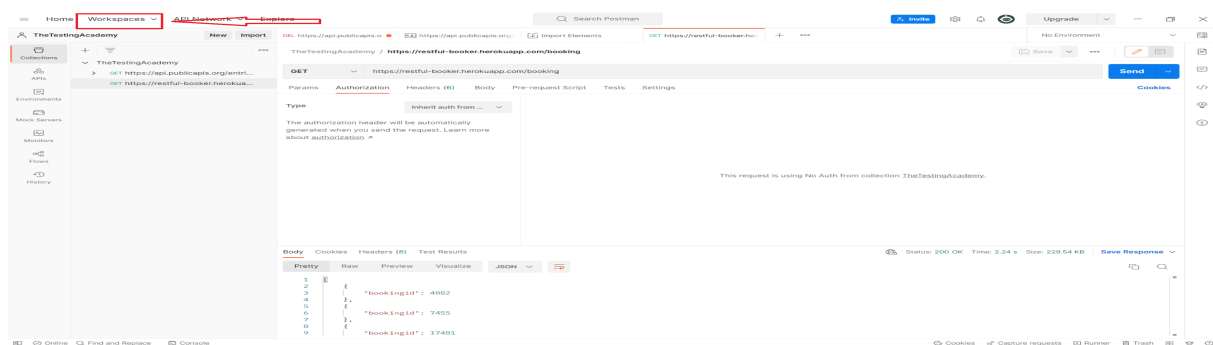 Home Workspaces API Network Explore Search Postman Invite Upgrade
TheTestingAcademy New Import GET https://api.publicapis.o https://api.publicapis.org: Import Elements GET https://restful-booker.he No Environment
Collections
APIs
Environments
Mock Servers
Monitors
Flows
History
TheTestingAcademy
GET https://api.publicapis.org/entri...
GET https://restful-booker.herokua...
TheTestingAcademy / https://restful-booker.herokuapp.com/booking Save
GET https://restful-booker.herokuapp.com/booking Send
Params Authorization Headers (6) Body Pre-request Script Tests Settings Cookies
Type Inherit auth from ...
The authorization header will be automatically
generated when you send the request. Learn more
about authorization ↗
This request is using No Auth from collection TheTestingAcademy.
Body Cookies Headers (8) Test Results Status: 200 OK Time: 2.24 s Size: 229.54 KB Save Response
Pretty Raw Preview Visualize JSON
1 [
2 {
3 "bookingid": 4082
4 },
5 {
6 "bookingid": 7455
7 },
8 {
9 "bookingid": 17401
Online Find and Replace Console Cookies Capture requests Runner Trash